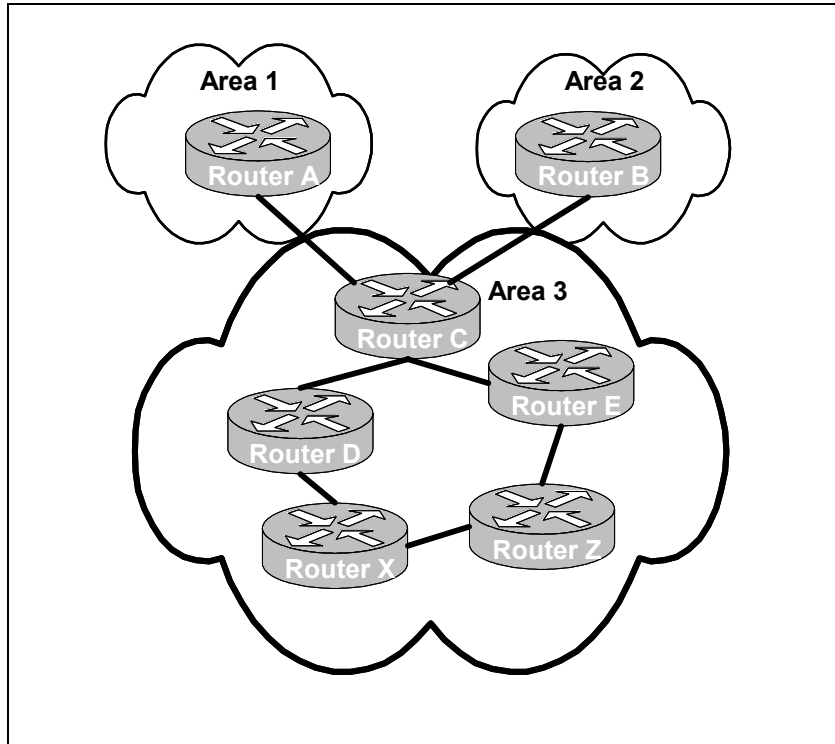 Area 1
Area 2
Router A
Router B
Area 3
Router C
Router E
Router D
Router Z
Router X